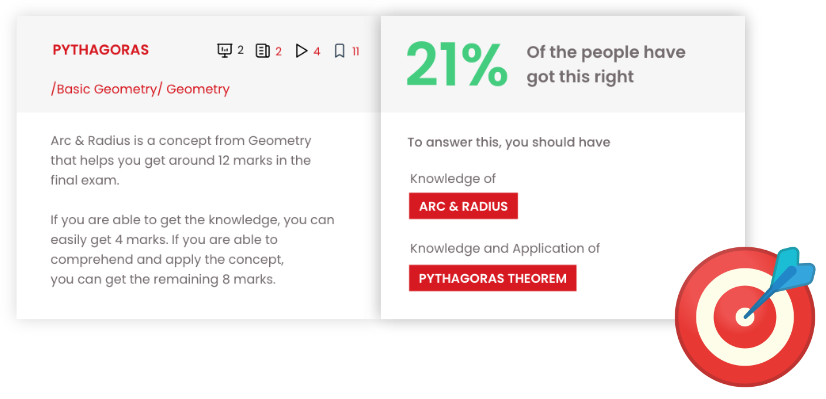 PYTHAGORAS 2 2 4 11
/Basic Geometry/ Geometry
Arc & Radius is a concept from Geometry
that helps you get around 12 marks in the
final exam.
If you are able to get the knowledge, you can
easily get 4 marks. If you are able to
comprehend and apply the concept,
you can get the remaining 8 marks.
21%
Of the people have
got this right
To answer this, you should have
Knowledge of
ARC & RADIUS
Knowledge and Application of
PYTHAGORAS THEOREM